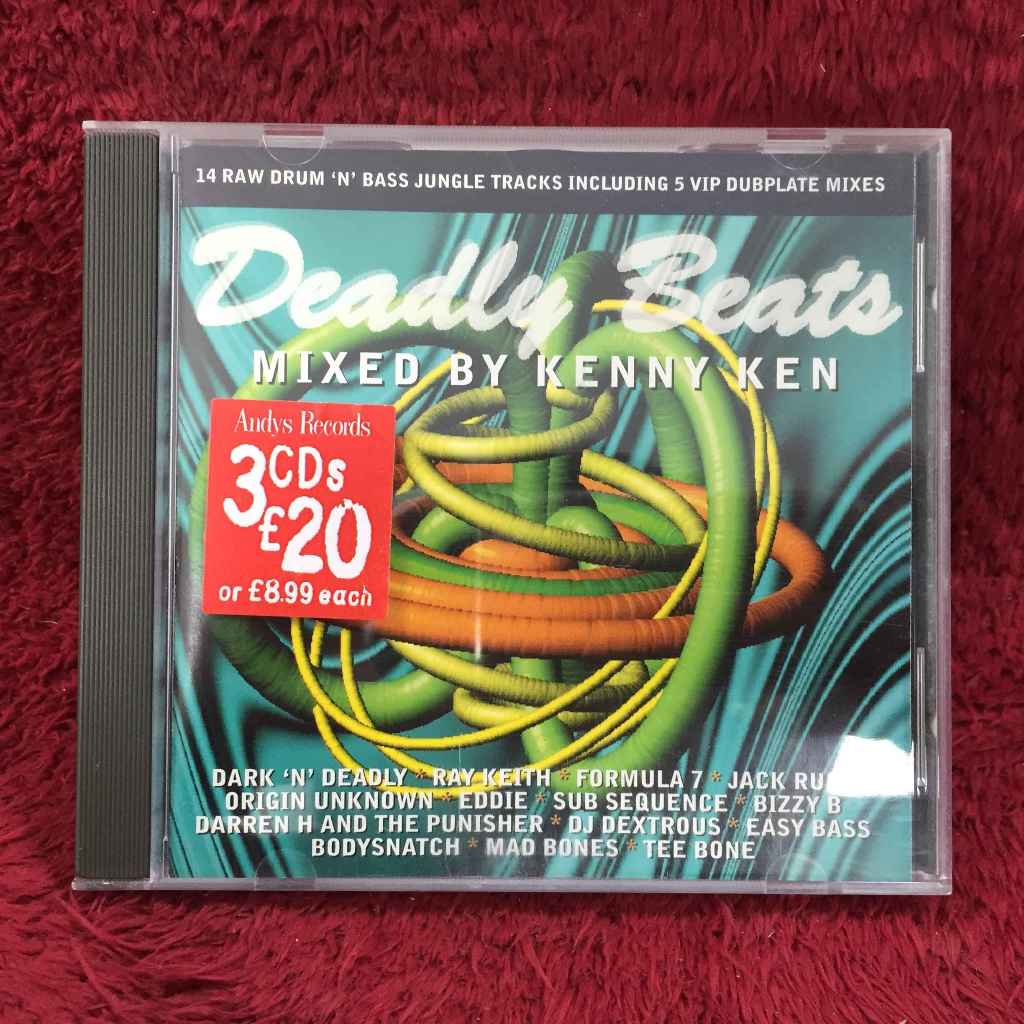 14 RAW DRUM 'N' BASS JUNGLE TRACKS INCLUDING 5 VIP DUBPLATE MIXES
Deadly Beats
MIXED BY KENNY KEN
Andys Records
3 CDs
£20
or £8.99 each
DARK 'N' DEADLY * RAY KEITH * FORMULA 7 * JACK
ORIGIN UNKNOWN * EDDIE * SUB SEQUENCE * BIZZY B
DARREN H AND THE PUNISHER * DJ DEXTROUS * EASY BASS
BODYSNATCH * MAD BONES * TEE BONE